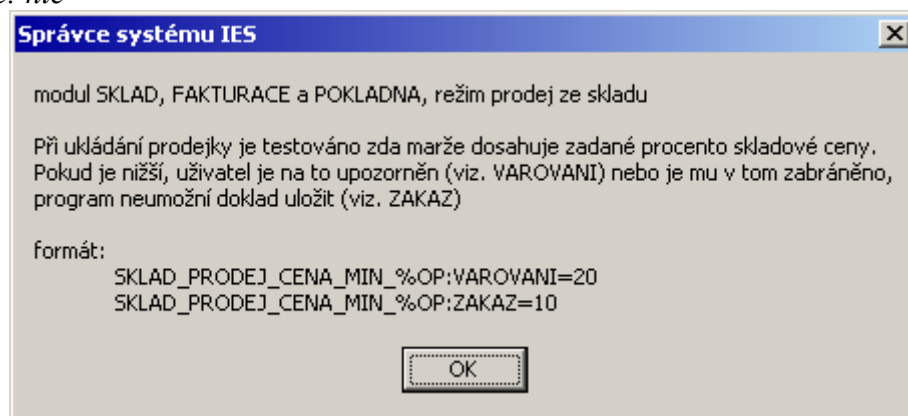 Správce systému IES
modul SKLAD, FAKTURACE a POKLADNA, režim prodej ze skladu
Při ukládání prodejky je testováno zda marže dosahuje zadané procento skladové ceny.
Pokud je nižší, uživatel je na to upozorněn (viz. VAROVANI) nebo je mu v tom zabráněno,
program neumožní doklad uložit (viz. ZAKAZ)
formát:
SKLAD_PRODEJ_CENA_MIN_%OP:VAROVANI=20
SKLAD_PRODEJ_CENA_MIN_%OP:ZAKAZ=10
OK